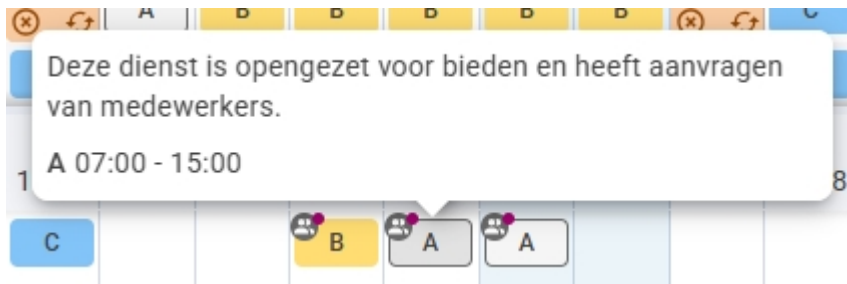 A B B B B B C
Deze dienst is opengezet voor bieden en heeft aanvragen
van medewerkers.
A 07:00 - 15:00
1 8
C B A A